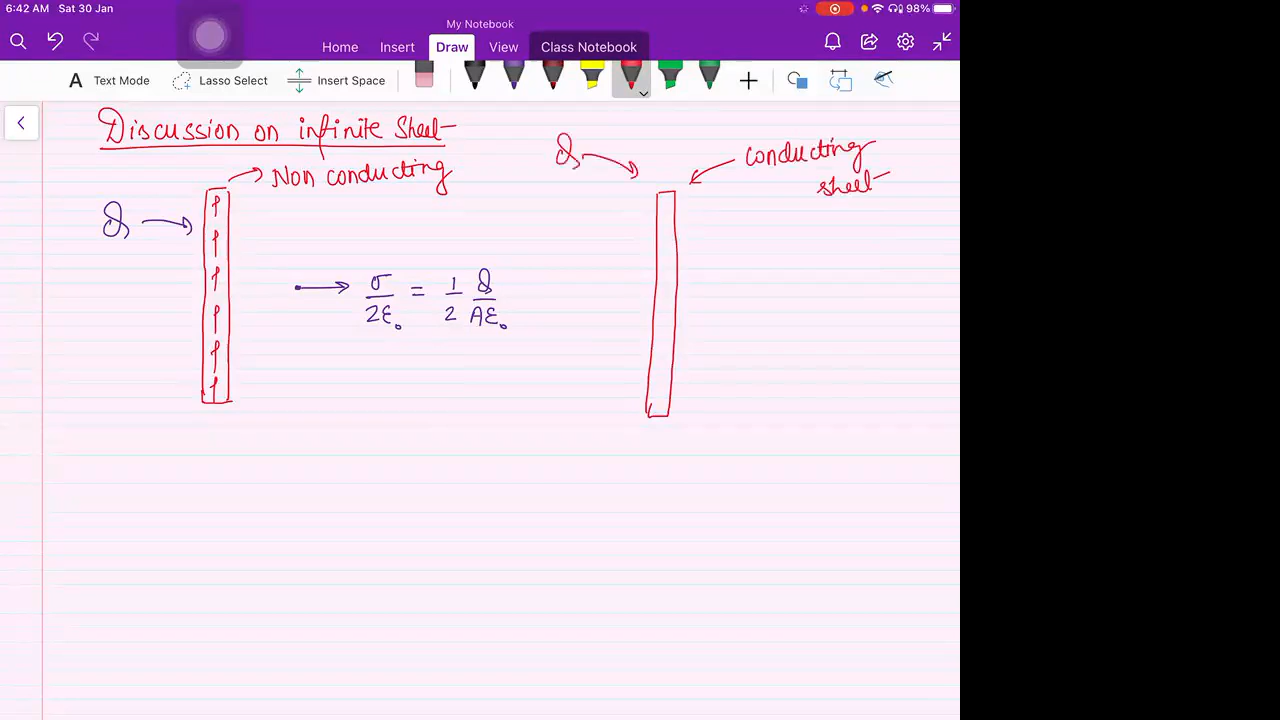 6:42 AM Sat 30 Jan
98%
My Notebook
Home Insert Draw View Class Notebook
A Text Mode Lasso Select Insert Space
Discussion on infinite Sheet
Non conducting
Q
σ/2ε₀ = 1/2 Q/Aε₀
Q
conducting
sheet